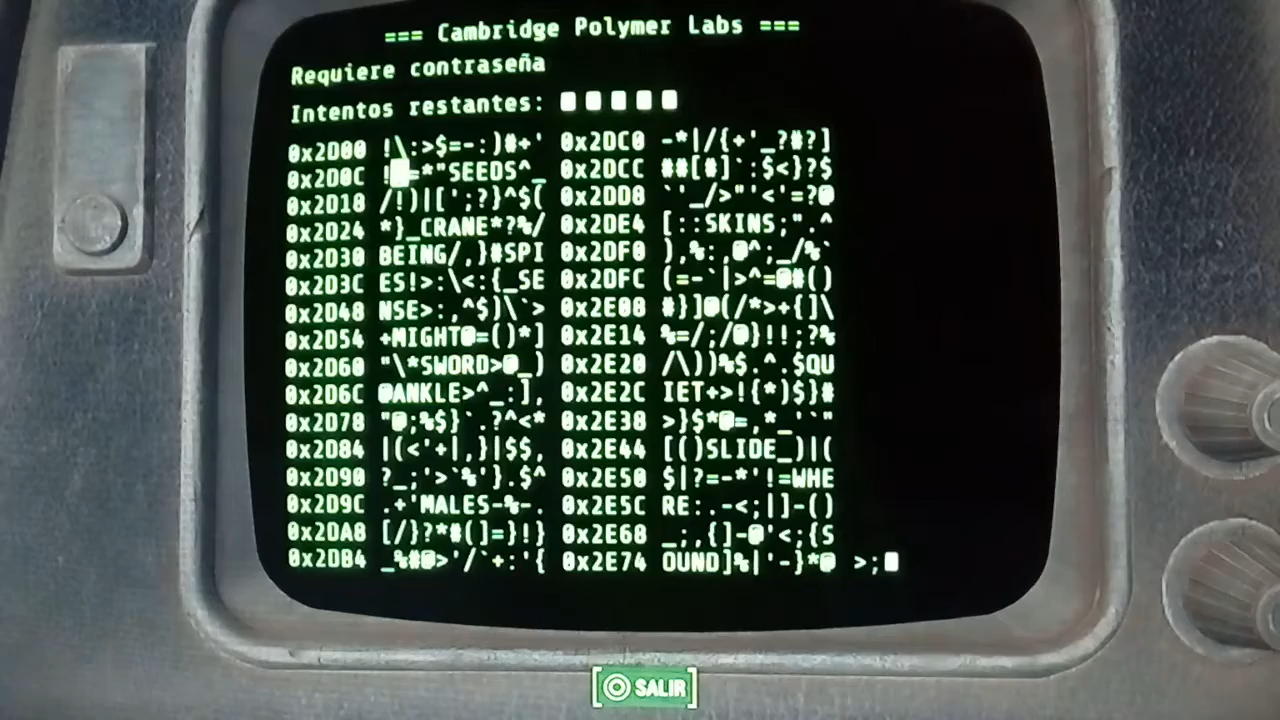 === Cambridge Polymer Labs ===
Requiere contraseña
Intentos restantes:
0x2D00 !\:>$=-:)#+' 0x2DC0 -*|/{+'_?#?]
0x2D0C !;=*"SEEDS^_ 0x2DCC ##[#]`:$<}?$
0x2D18 /!)|[';?}^$( 0x2DD8 `'_/>"'<'=?@
0x2D24 *}_CRANE*?%/ 0x2DE4 [::SKINS;".^
0x2D30 BEING/,}#SPI 0x2DF0 ),%:,@^;_/%`
0x2D3C ES!>:\<:{_SE 0x2DFC (=-`|>^=@#()
0x2D48 NSE>:,^$)\`> 0x2E08 #}]@(/*>+{]\
0x2D54 +MIGHT@=()*] 0x2E14 %=/;/@}!!;?%
0x2D60 "\*SWORD>@_) 0x2E20 /\))%$.^.$QU
0x2D6C @ANKLE>^_:], 0x2E2C IET+>!{*)$}#
0x2D78 "@;%$}`.?^<* 0x2E38 >}$*@=,*_``"
0x2D84 |(<'+|,}|$$, 0x2E44 [()SLIDE_)|(
0x2D90 ?_;'>`%'}.$^ 0x2E50 $|?=-*'!=WHE
0x2D9C .+'MALES-%-. 0x2E5C RE:.-<;|]-()
0x2DA8 [/}?*#(]=}!} 0x2E68 _;,{]-@'<;{S
0x2DB4 _%#@>'/`+:'{ 0x2E74 OUND]%|'-}*@ >;
SALIR